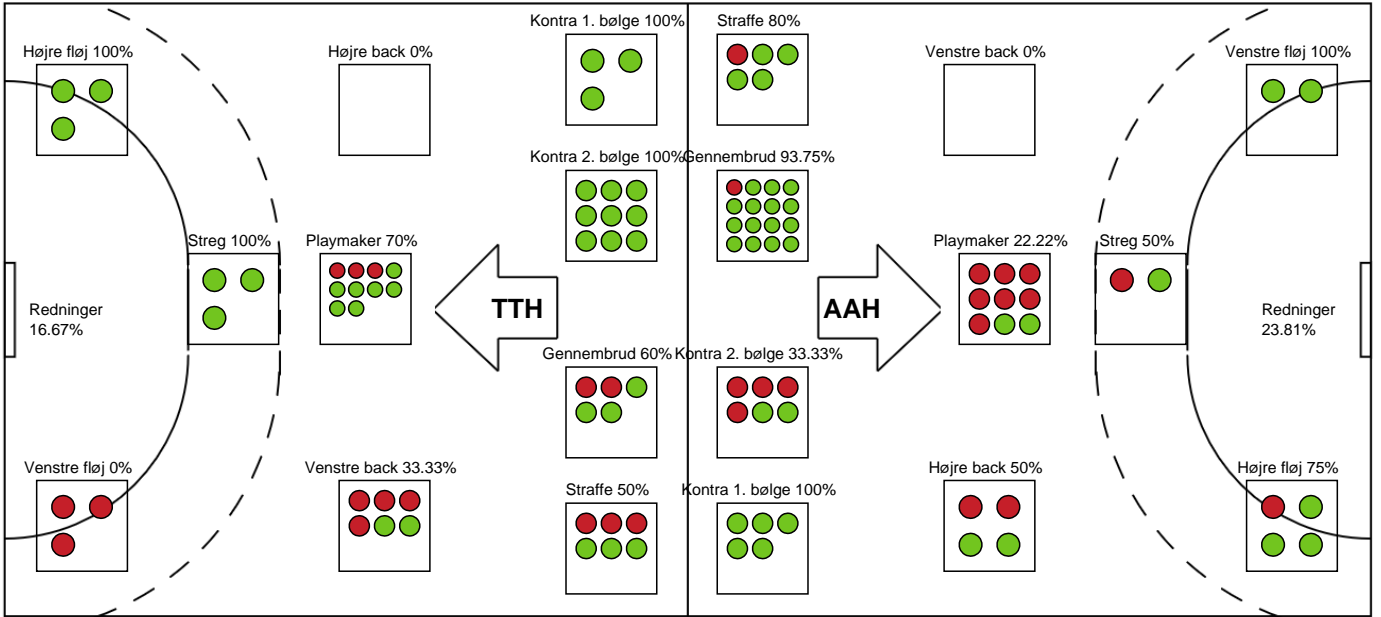 Kontra 1. bølge 100%
Straffe 80%
Højre fløj 100%
Højre back 0%
Venstre back 0%
Venstre fløj 100%
Kontra 2. bølge 100%
Gennembrud 93.75%
Streg 100%
Playmaker 70%
Playmaker 22.22%
Streg 50%
Redninger
16.67%
TTH
AAH
Redninger
23.81%
Gennembrud 60%
Kontra 2. bølge 33.33%
Venstre fløj 0%
Venstre back 33.33%
Straffe 50%
Kontra 1. bølge 100%
Højre back 50%
Højre fløj 75%